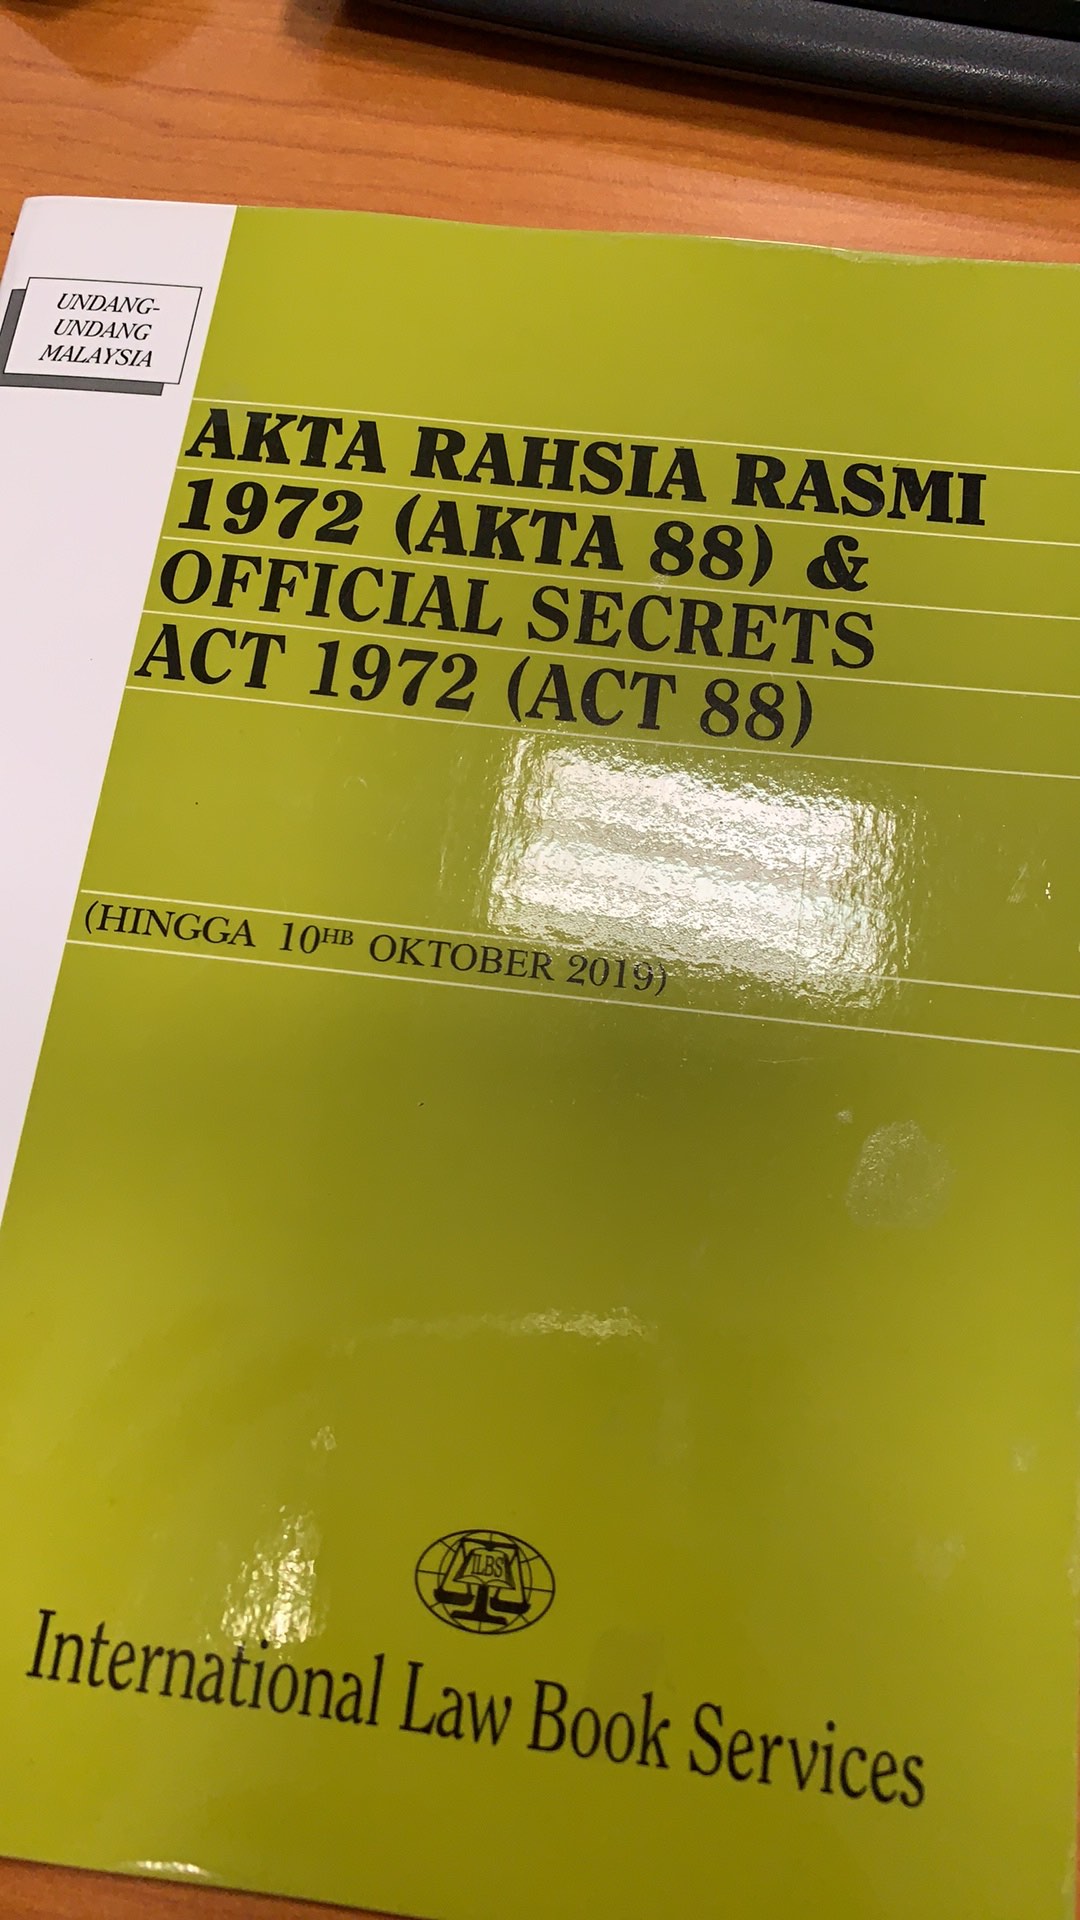 UNDANG-
UNDANG
MALAYSIA
AKTA RAHSIA RASMI
1972 (AKTA 88) &
OFFICIAL SECRETS
ACT 1972 (ACT 88)
(HINGGA 10HB OKTOBER 2019)
ILBS
International Law Book Services